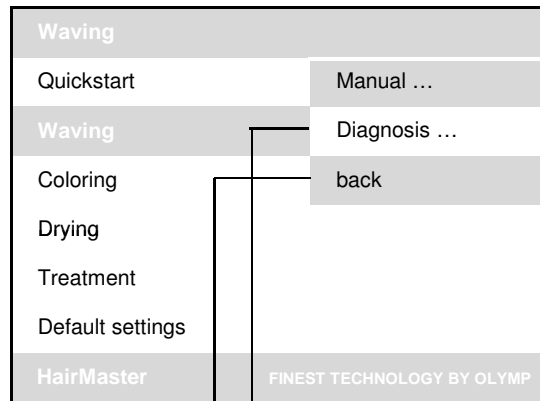 Waving
Quickstart
Manual …
Waving
Diagnosis …
Coloring
back
Drying
Treatment
Default settings
HairMaster FINEST TECHNOLOGY BY OLYMP